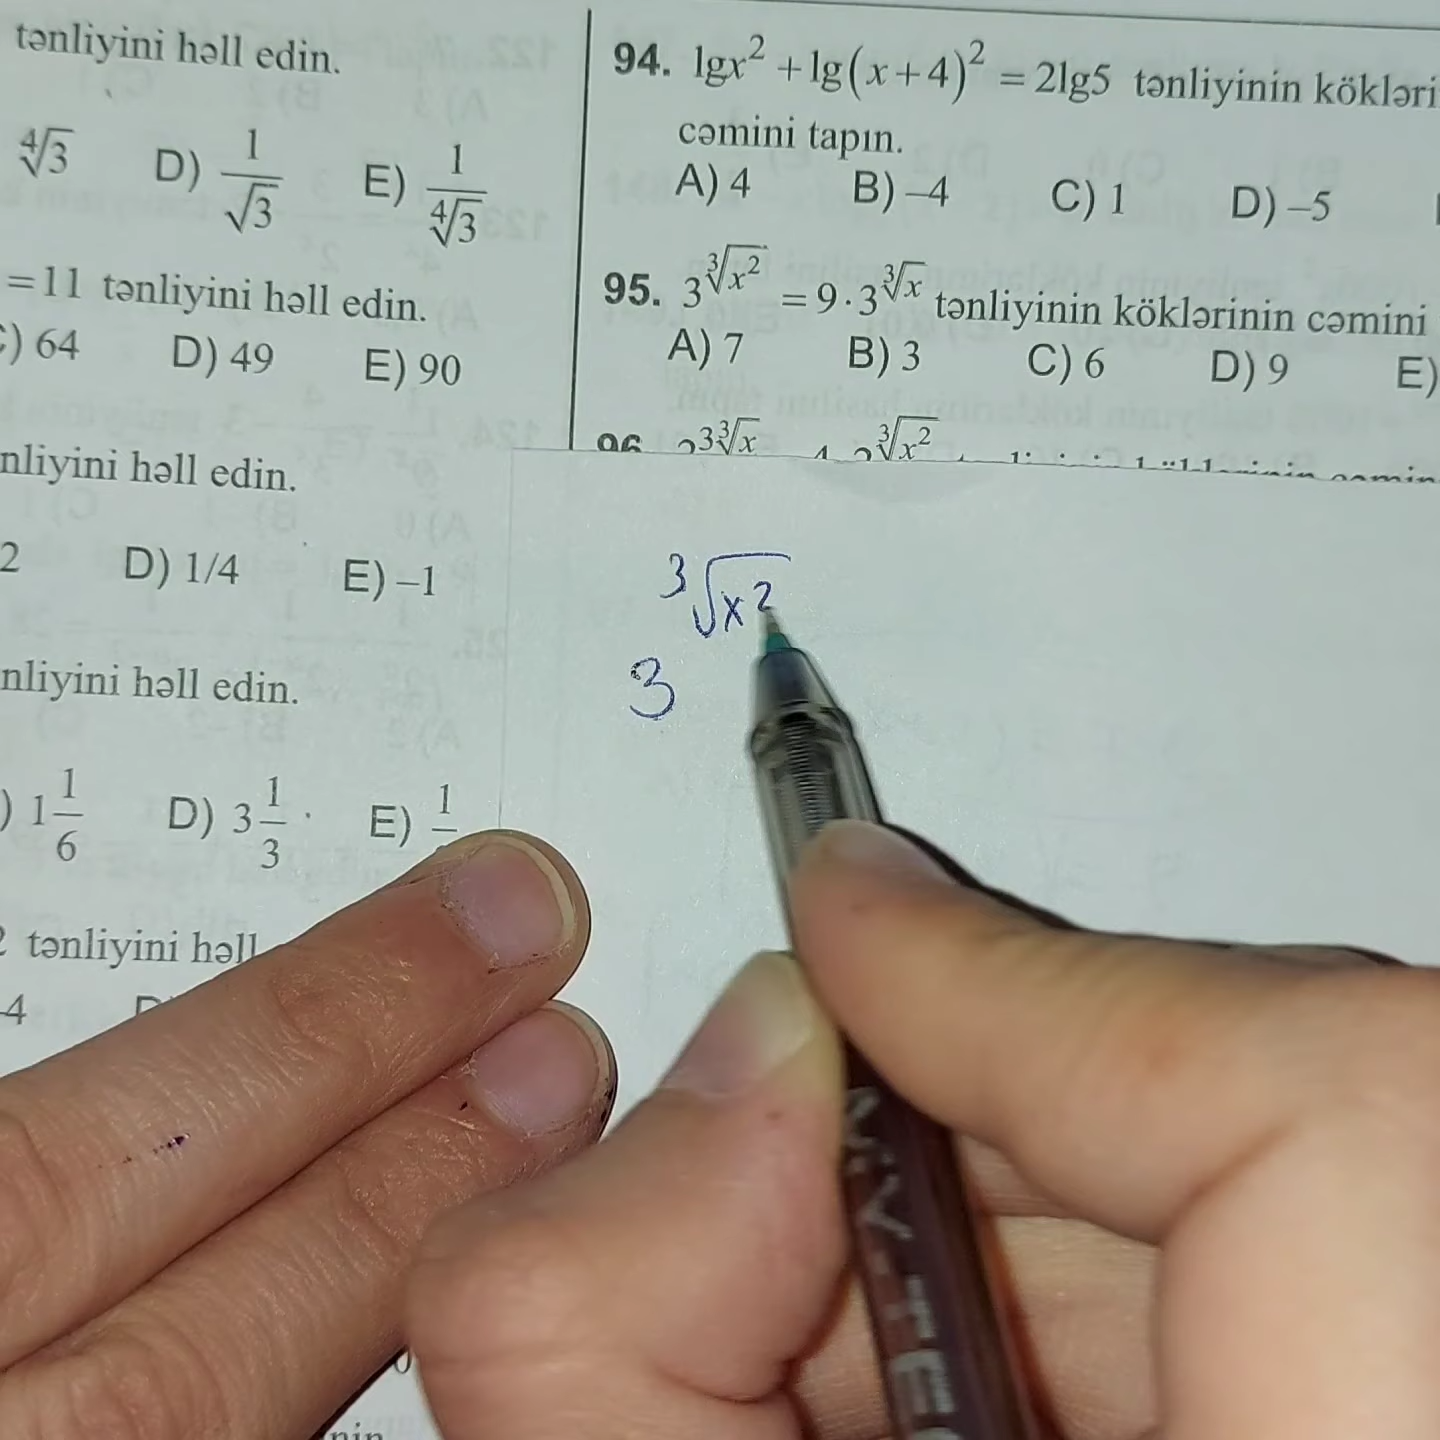 tənliyini həll edin.
∜3 D) 1/√3 E) 1/∜3
=11 tənliyini həll edin.
C) 64 D) 49 E) 90
nliyini həll edin.
2 D) 1/4 E) –1
nliyini həll edin.
) 1 1/6 D) 3 1/3 E)
tənliyini həll
4
94. lgx² + lg(x+4)² = 2lg5 tənliyinin kökləri
cəmini tapın.
A) 4 B) –4 C) 1 D) –5
95. 3^∛(x²) = 9·3^∛x tənliyinin köklərinin cəmini
A) 7 B) 3 C) 6 D) 9 E)
3^∛(x²)